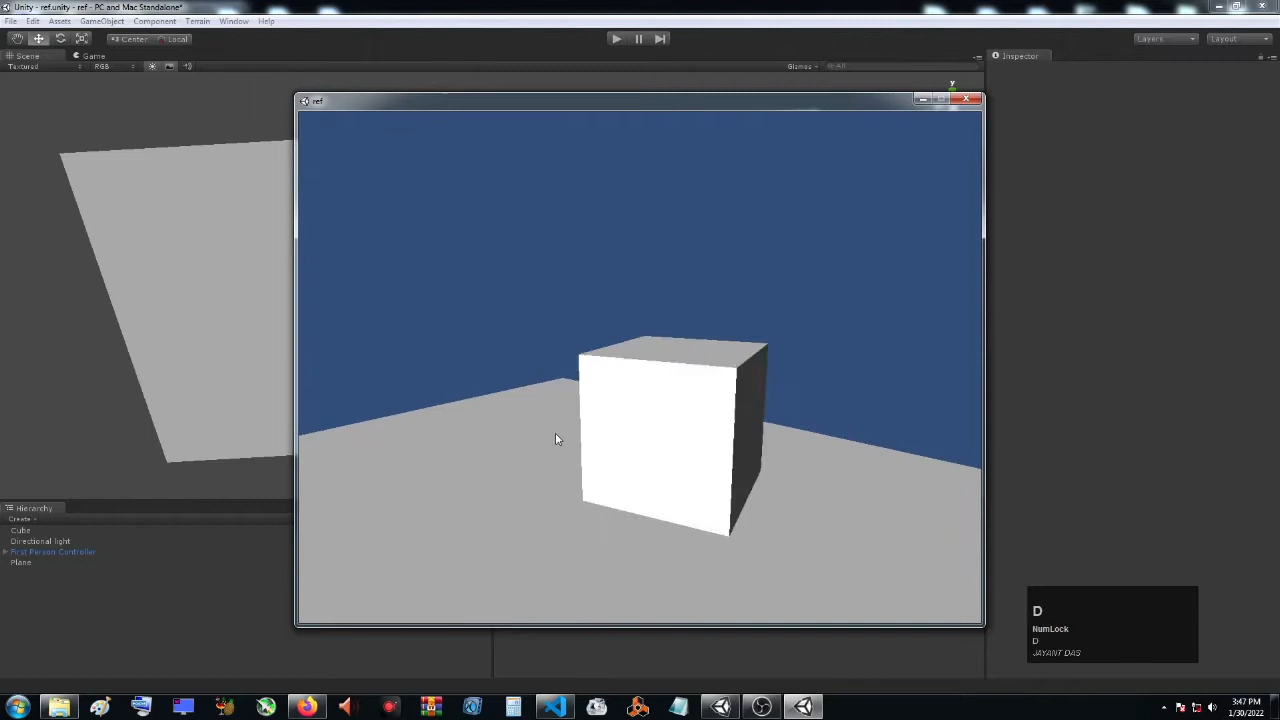 Unity - ref.unity - ref - PC and Mac Standalone*
File Edit Assets GameObject Component Terrain Window Help
Center Local Layers Layout
Scene Game Inspector
Textured RGB Gizmos All
y
ref
Hierarchy
Create
Cube
Directional light
First Person Controller
Plane
D
NumLock
D
JAYANT DAS
3:47 PM
1/30/2022